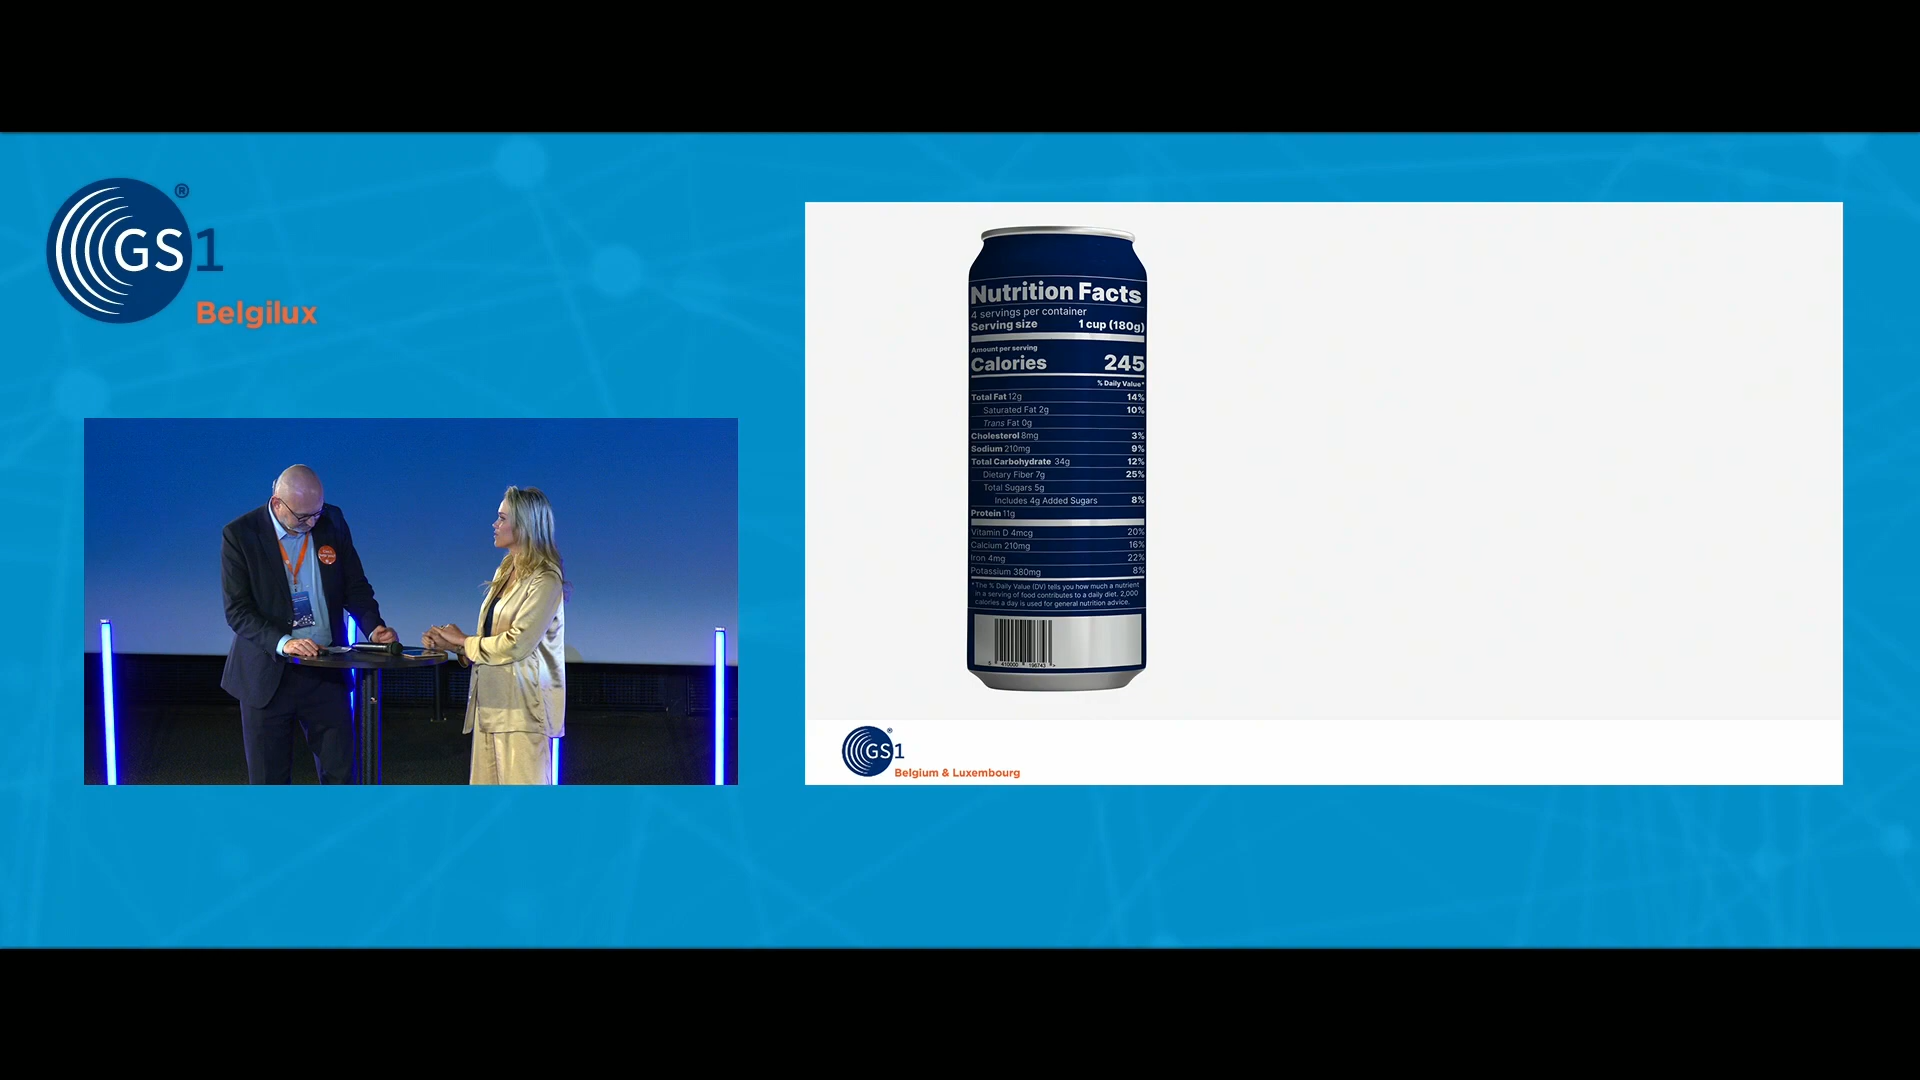 GS1
®
Belgilux
Nutrition Facts
4 servings per container
Serving size 1 cup (180g)
Amount per serving
Calories 245
% Daily Value*
Total Fat 12g 14%
Saturated Fat 2g 10%
Trans Fat 0g
Cholesterol 8mg 3%
Sodium 210mg 9%
Total Carbohydrate 34g 12%
Dietary Fiber 7g 25%
Total Sugars 5g
Includes 4g Added Sugars 8%
Protein 11g
Vitamin D 4mcg 20%
Calcium 210mg 16%
Iron 4mg 22%
Potassium 380mg 8%
*The % Daily Value (DV) tells you how much a nutrient
in a serving of food contributes to a daily diet. 2,000
calories a day is used for general nutrition advice.
5 410000 198743 >
GS1
®
Belgium & Luxembourg